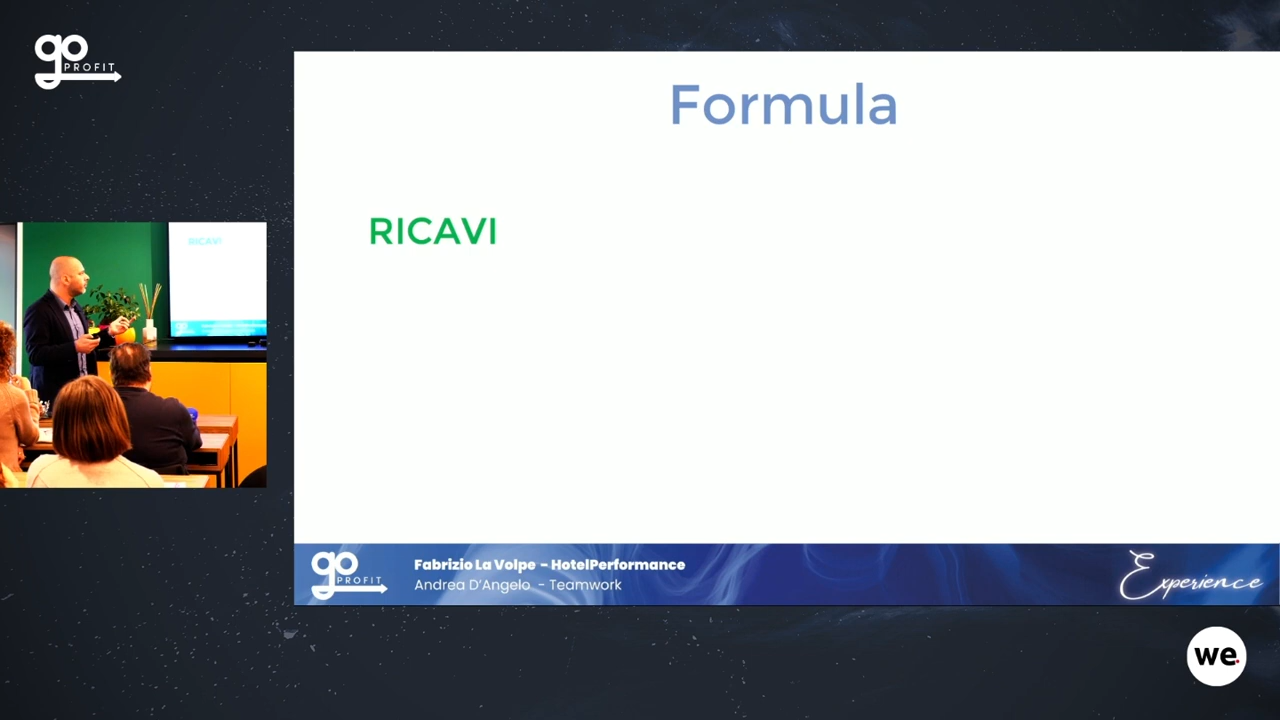 go
PROFIT
Formula
RICAVI
RICAVI
go
PROFIT
Fabrizio La Volpe - HotelPerformance
Andrea D'Angelo - Teamwork
Experience
we.